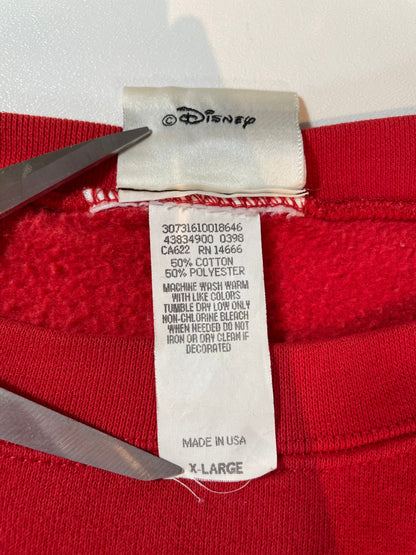 © Disney
30731610018646
43834900 0398
CA622 RN 14666
50% COTTON
50% POLYESTER
MACHINE WASH WARM
WITH LIKE COLORS
TUMBLE DRY LOW ONLY
NON-CHLORINE BLEACH
WHEN NEEDED DO NOT
IRON OR DRY CLEAN IF
DECORATED
MADE IN USA
X-LARGE